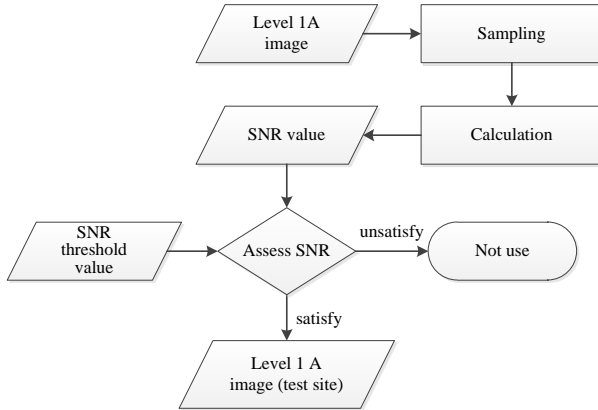 Level 1A
image
Sampling
SNR value
Calculation
SNR
threshold
value
Assess SNR
unsatisfy
Not use
satisfy
Level 1 A
image (test site)